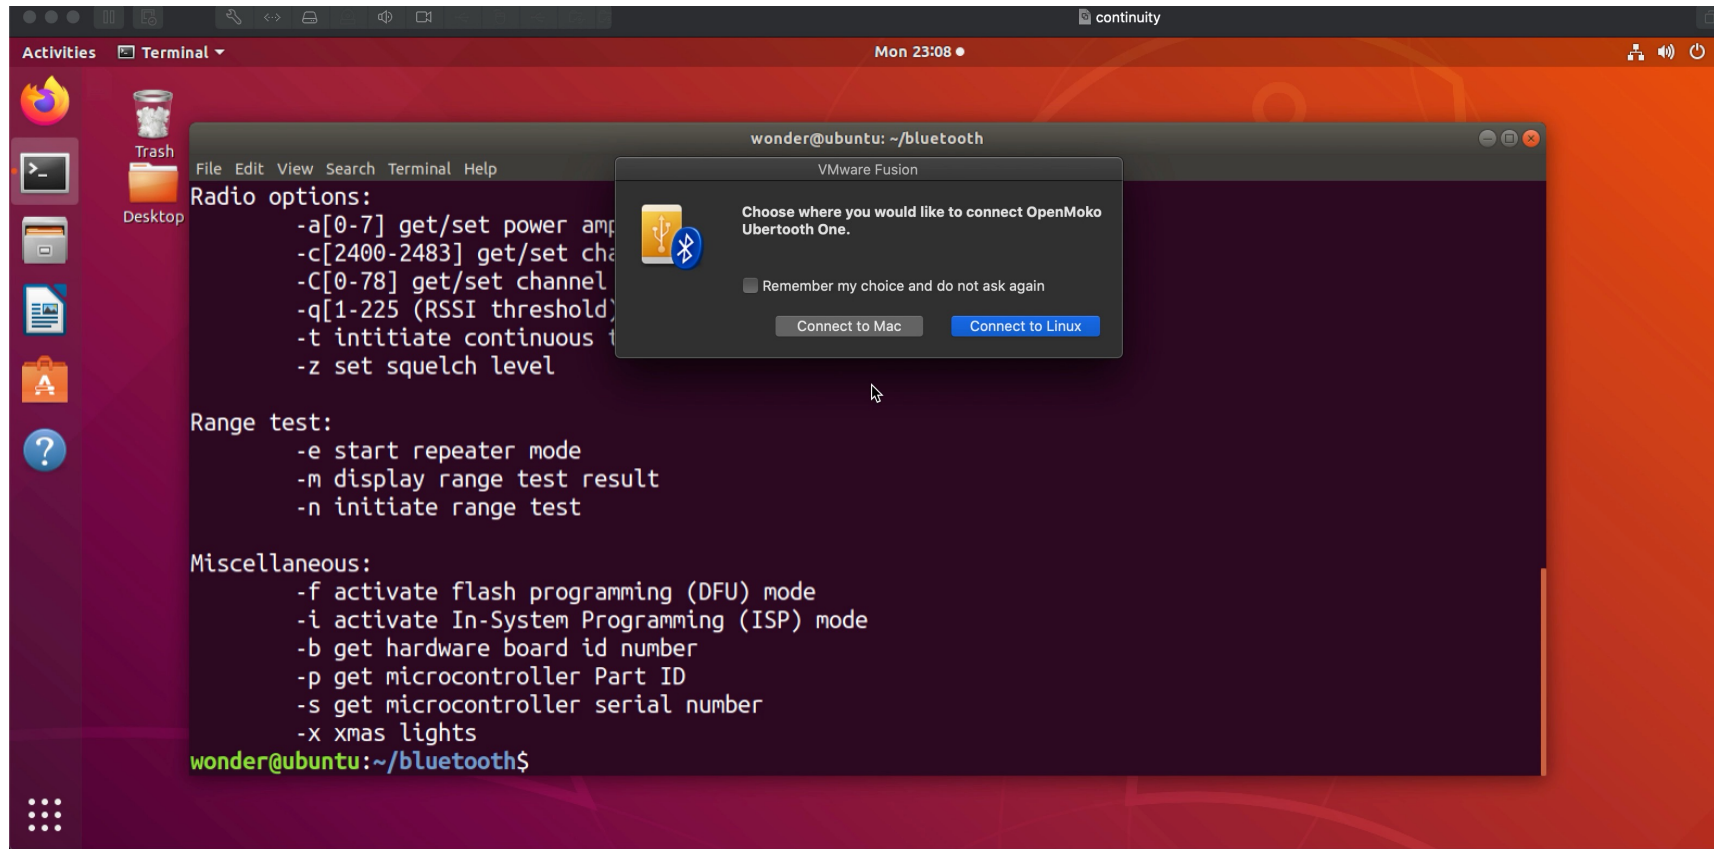 continuity
Activities
Terminal
Mon 23:08
Trash
Desktop
wonder@ubuntu: ~/bluetooth
File Edit View Search Terminal Help
VMware Fusion
Choose where you would like to connect OpenMoko
Ubertooth One.
Remember my choice and do not ask again
Connect to Mac
Connect to Linux
Radio options:
-a[0-7] get/set power amp
-c[2400-2483] get/set cha
-C[0-78] get/set channel
-q[1-225 (RSSI threshold)
-t intitiate continuous t
-z set squelch level
Range test:
-e start repeater mode
-m display range test result
-n initiate range test
Miscellaneous:
-f activate flash programming (DFU) mode
-i activate In-System Programming (ISP) mode
-b get hardware board id number
-p get microcontroller Part ID
-s get microcontroller serial number
-x xmas lights
wonder@ubuntu:~/bluetooth$